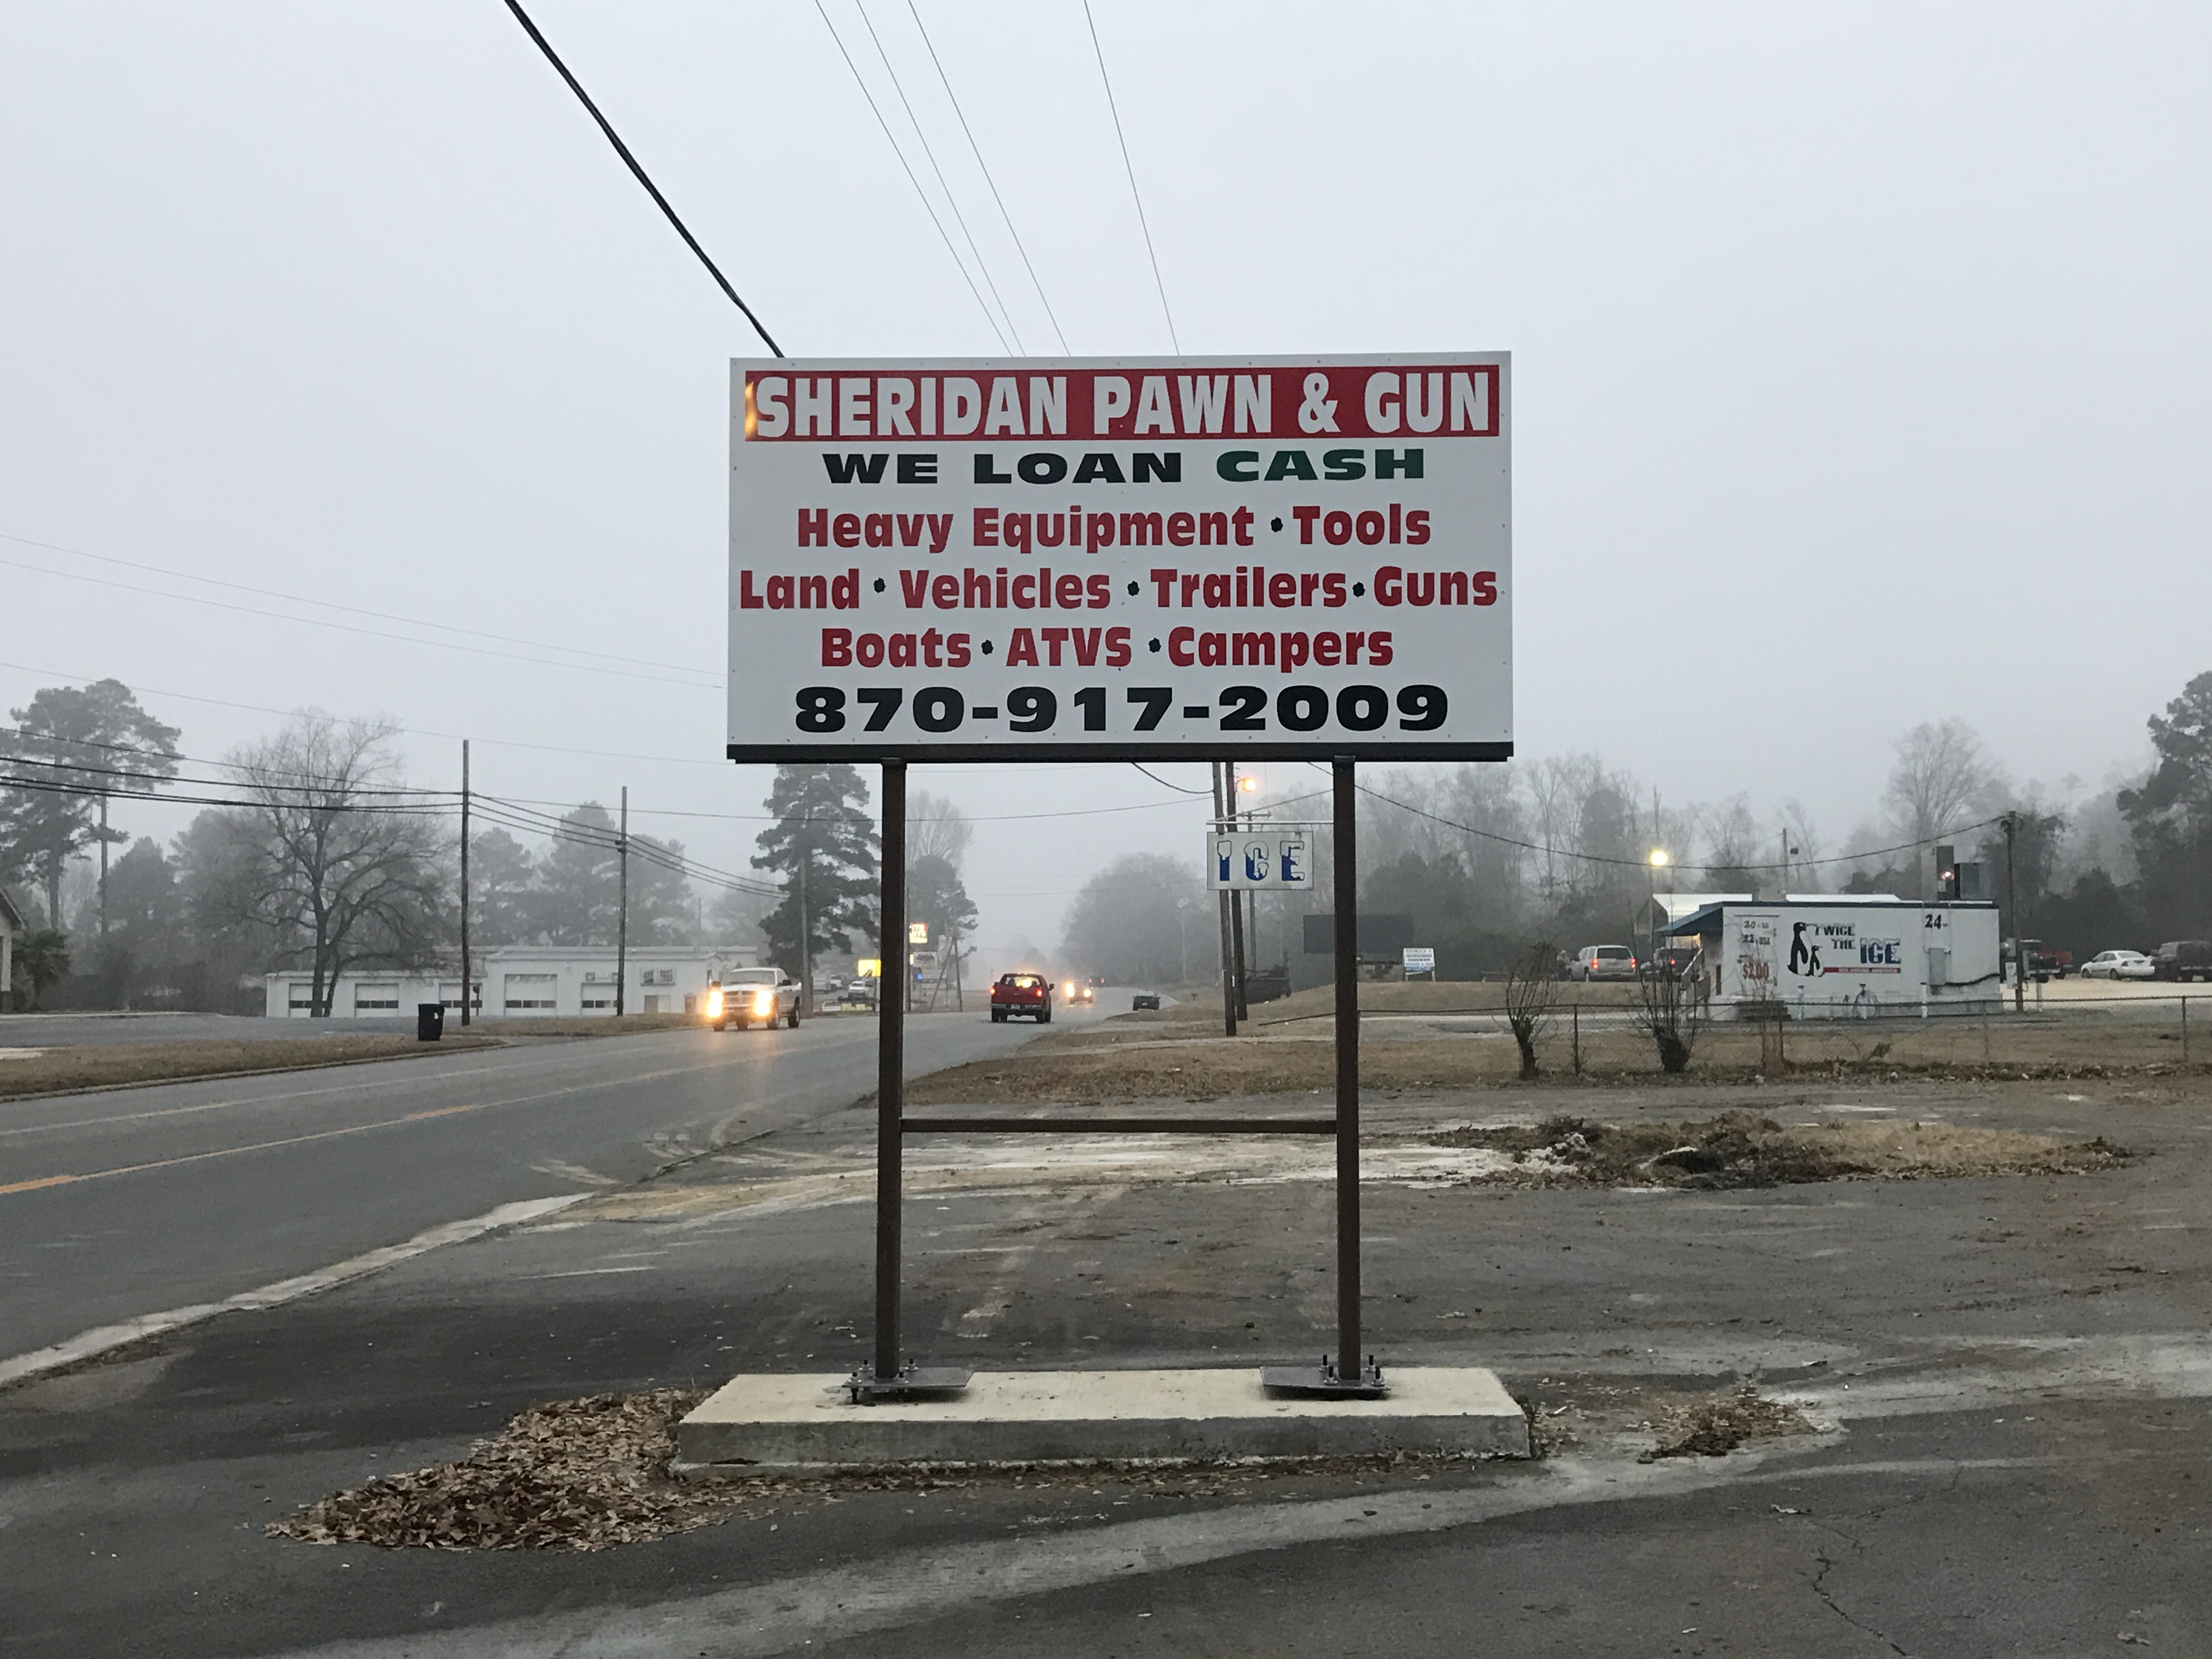 SHERIDAN PAWN & GUN
WE LOAN CASH
Heavy Equipment • Tools
Land • Vehicles • Trailers • Guns
Boats • ATVS • Campers
870-917-2009
ICE
TWICE
THE ICE
24
$2.00